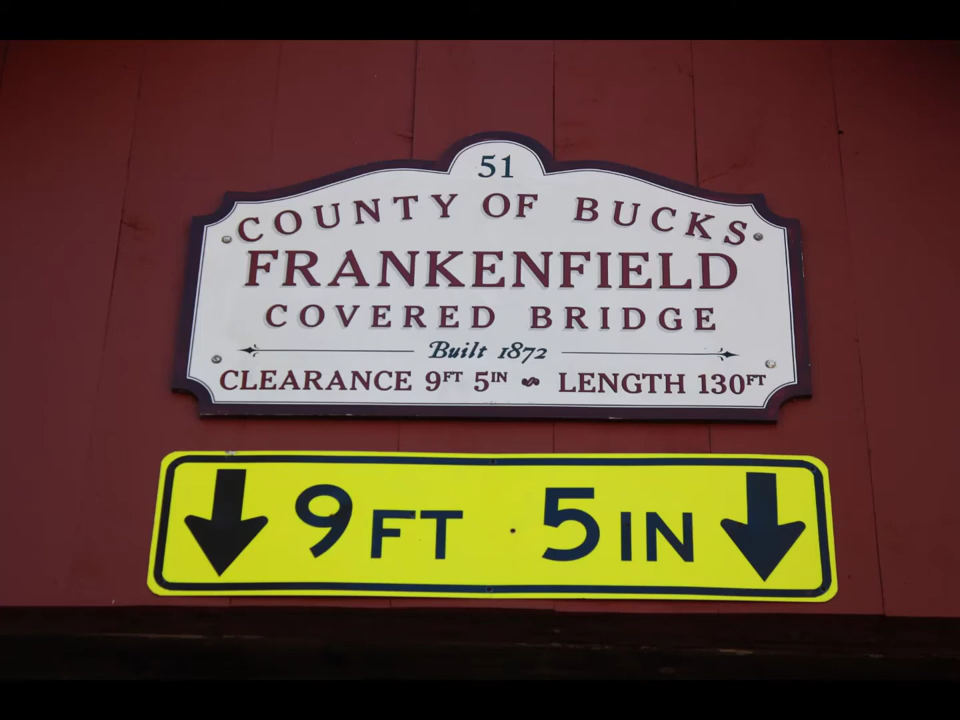 51
COUNTY OF BUCKS
FRANKENFIELD
COVERED BRIDGE
Built 1872
CLEARANCE 9FT 5IN LENGTH 130FT
9FT 5IN